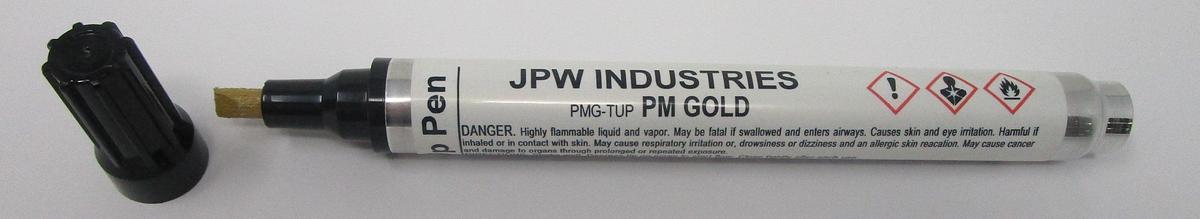 p Pen
JPW INDUSTRIES
PMG-TUP PM GOLD
DANGER. Highly flammable liquid and vapor. May be fatal if swallowed and enters airways. Causes skin and eye irritation. Harmful if
inhaled or in contact with skin. May cause respiratory irritation or, drowsiness or dizziness and an allergic skin reacation. May cause cancer
and damage to organs through prolonged or repeated exposure.